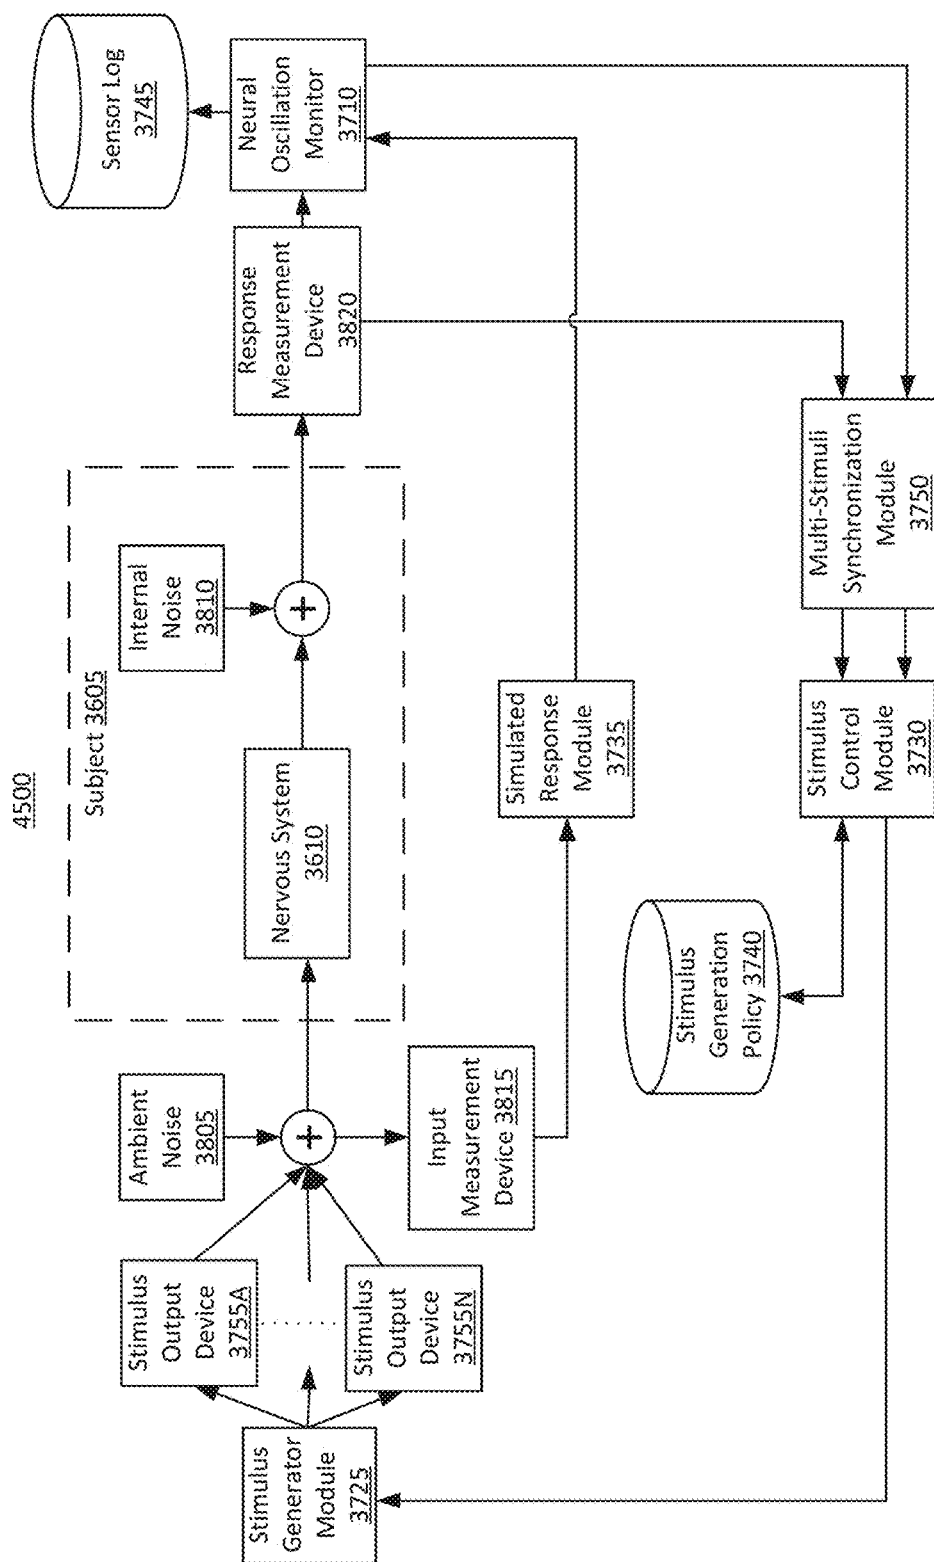 4500
Subject 3605
Stimulus
Generator
Module
3725
Stimulus
Output
Device
3755A
Stimulus
Output
Device
3755N
Ambient
Noise
3805
Input
Measurement
Device 3815
Nervous System
3610
Internal
Noise
3810
Response
Measurement
Device
3820
Neural
Oscillation
Monitor
3710
Sensor Log
3745
Simulated
Response
Module
3735
Stimulus
Generation
Policy 3740
Stimulus
Control
Module
3730
Multi-Stimuli
Synchronization
Module
3750